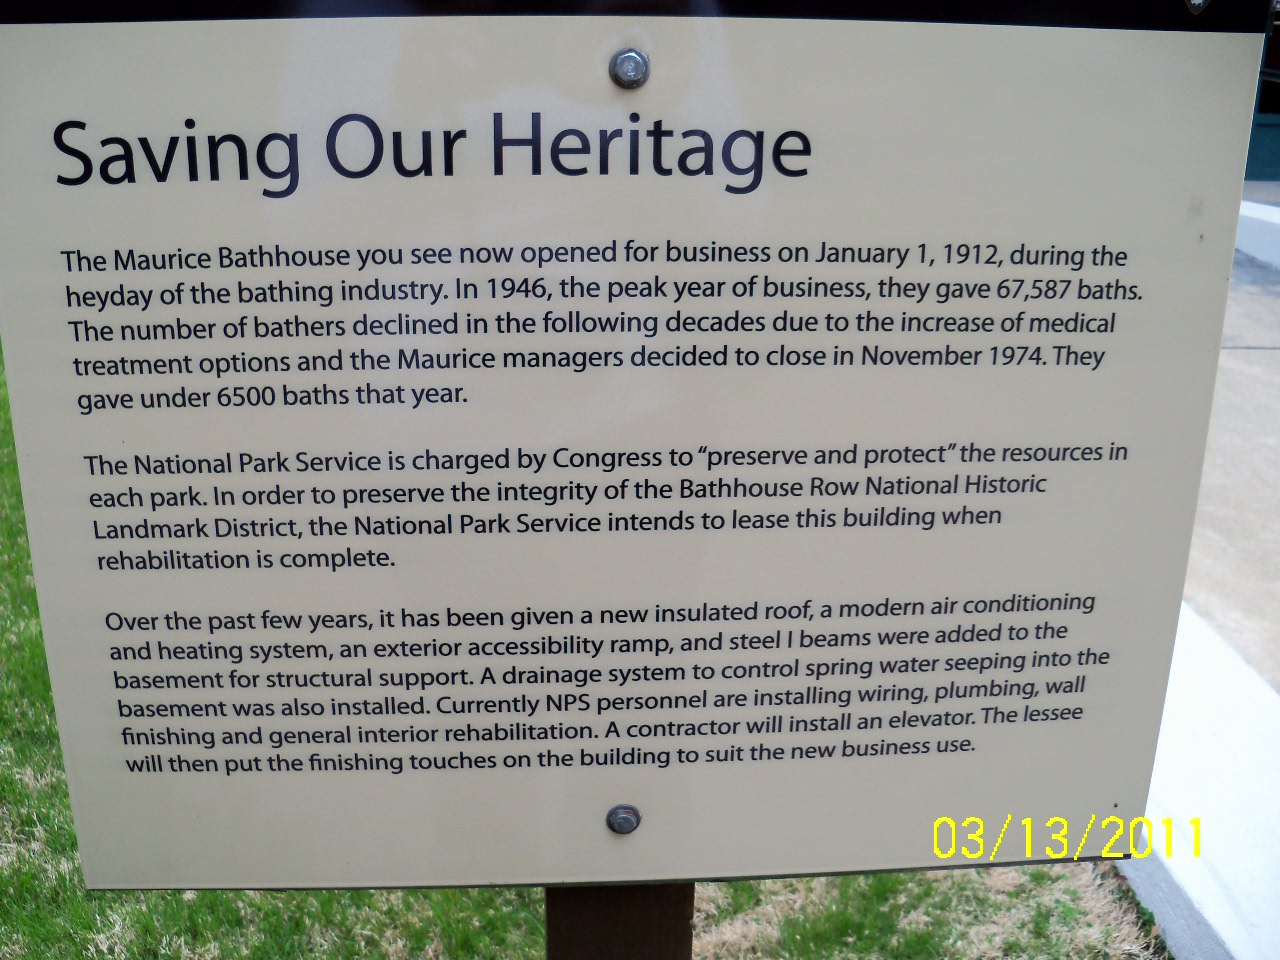 Saving Our Heritage
The Maurice Bathhouse you see now opened for business on January 1, 1912, during the
heyday of the bathing industry. In 1946, the peak year of business, they gave 67,587 baths.
The number of bathers declined in the following decades due to the increase of medical
treatment options and the Maurice managers decided to close in November 1974. They
gave under 6500 baths that year.
The National Park Service is charged by Congress to “preserve and protect” the resources in
each park. In order to preserve the integrity of the Bathhouse Row National Historic
Landmark District, the National Park Service intends to lease this building when
rehabilitation is complete.
Over the past few years, it has been given a new insulated roof, a modern air conditioning
and heating system, an exterior accessibility ramp, and steel I beams were added to the
basement for structural support. A drainage system to control spring water seeping into the
basement was also installed. Currently NPS personnel are installing wiring, plumbing, wall
finishing and general interior rehabilitation. A contractor will install an elevator. The lessee
will then put the finishing touches on the building to suit the new business use.
03/13/2011